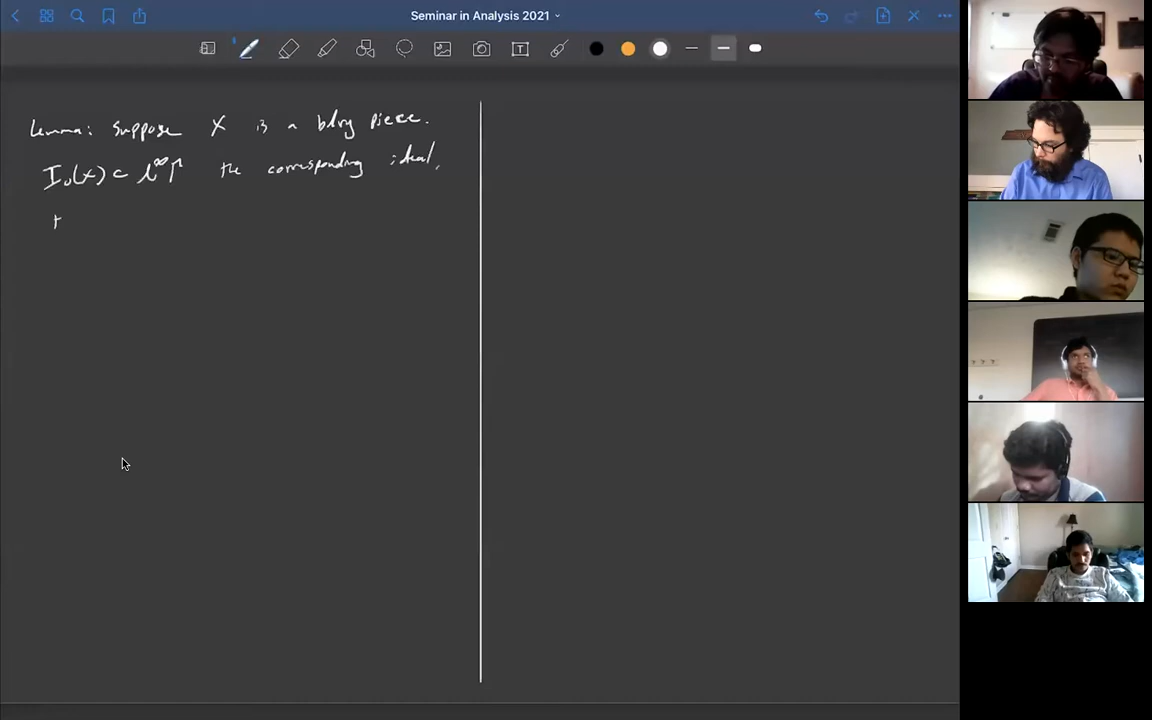 Seminar in Analysis 2021
Lemma: Suppose X is a bdry piece.
I₀(X) ⊂ ℓ^∞Γ the corresponding ideal,